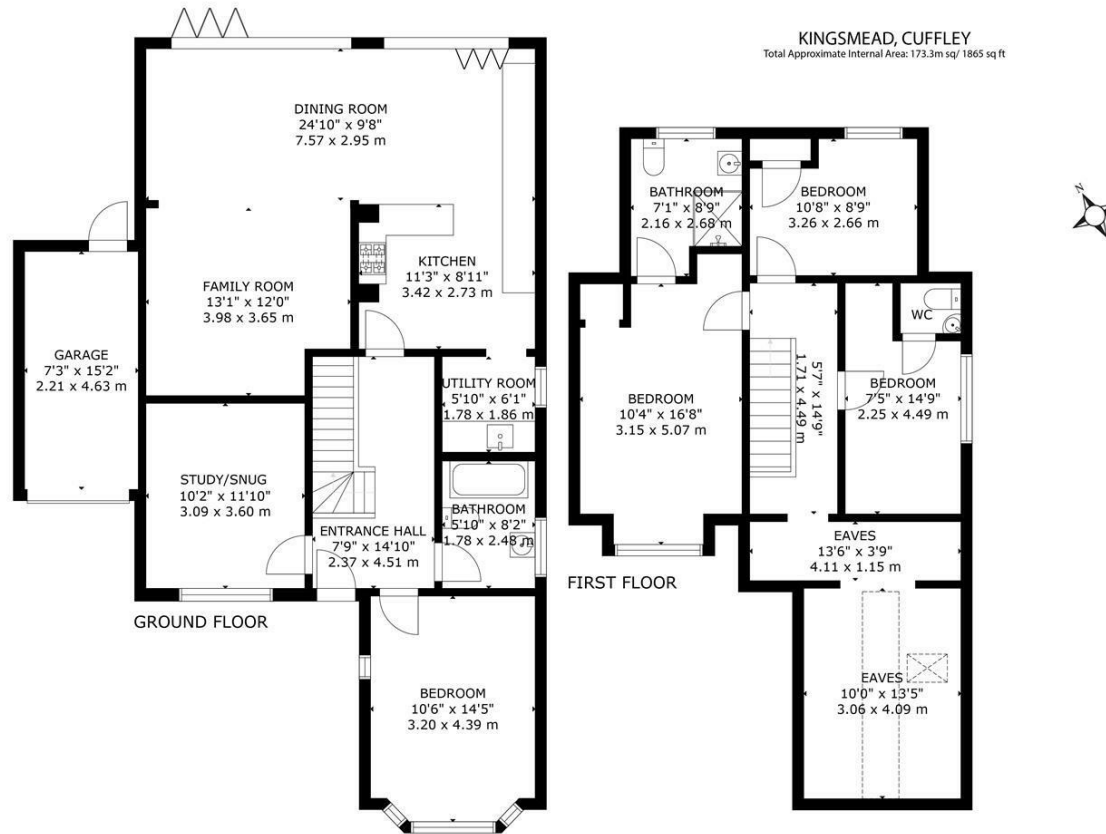 KINGSMEAD, CUFFLEY
Total Approximate Internal Area: 173.3m sq/ 1865 sq ft
N
DINING ROOM
24'10" x 9'8"
7.57 x 2.95 m
FAMILY ROOM
13'1" x 12'0"
3.98 x 3.65 m
KITCHEN
11'3" x 8'11"
3.42 x 2.73 m
GARAGE
7'3" x 15'2"
2.21 x 4.63 m
UTILITY ROOM
5'10" x 6'1"
1.78 x 1.86 m
STUDY/SNUG
10'2" x 11'10"
3.09 x 3.60 m
ENTRANCE HALL
7'9" x 14'10"
2.37 x 4.51 m
BATHROOM
5'10" x 8'2"
1.78 x 2.48 m
GROUND FLOOR
BEDROOM
10'6" x 14'5"
3.20 x 4.39 m
BATHROOM
7'1" x 8'9"
2.16 x 2.68 m
BEDROOM
10'8" x 8'9"
3.26 x 2.66 m
WC
BEDROOM
10'4" x 16'8"
3.15 x 5.07 m
5'7" x 14'9"
1.71 x 4.49 m
BEDROOM
7'5" x 14'9"
2.25 x 4.49 m
EAVES
13'6" x 3'9"
4.11 x 1.15 m
FIRST FLOOR
EAVES
10'0" x 13'5"
3.06 x 4.09 m